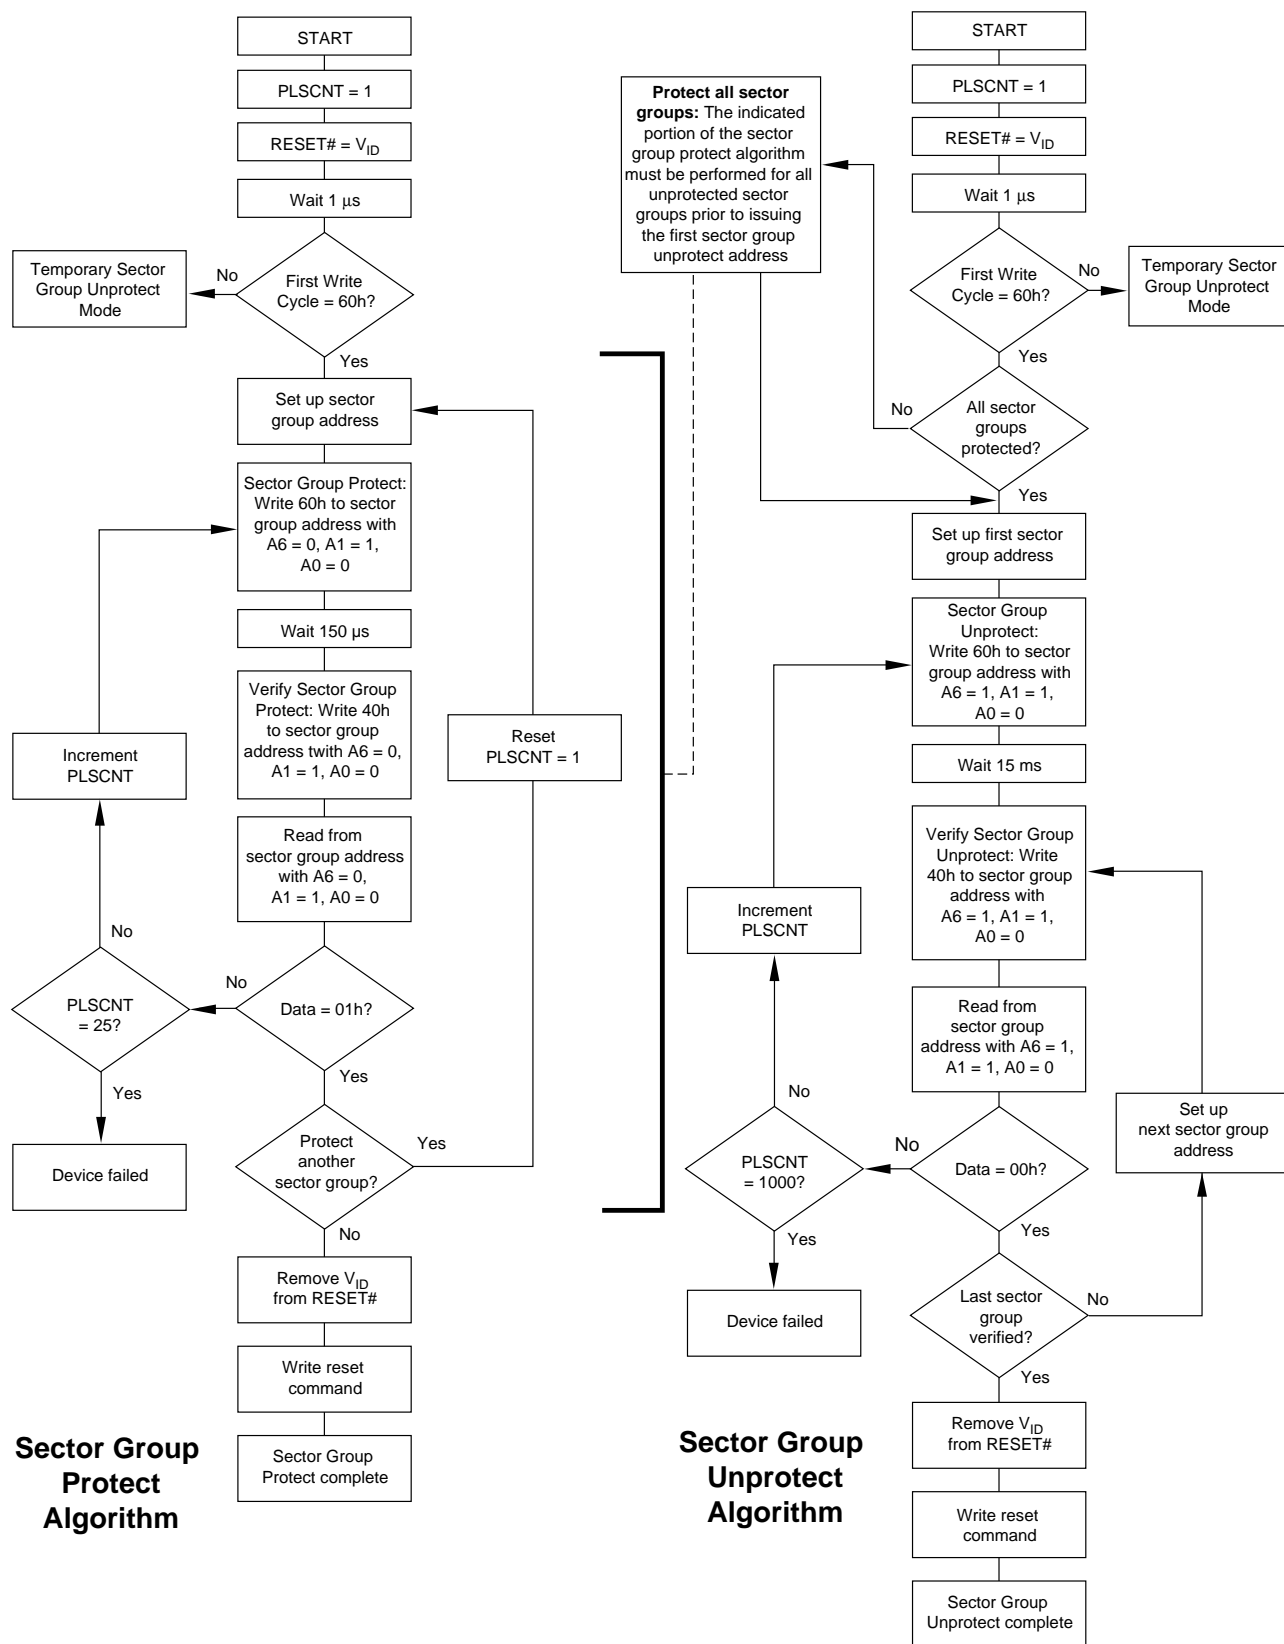 START
PLSCNT = 1
RESET# = VID
Wait 1 μs
First Write
Cycle = 60h?
No
Temporary Sector
Group Unprotect
Mode
Yes
Set up sector
group address
Sector Group Protect:
Write 60h to sector
group address with
A6 = 0, A1 = 1,
A0 = 0
Wait 150 μs
Verify Sector Group
Protect: Write 40h
to sector group
address twith A6 = 0,
A1 = 1, A0 = 0
Reset
PLSCNT = 1
Increment
PLSCNT
Read from
sector group address
with A6 = 0,
A1 = 1, A0 = 0
No
No
PLSCNT
= 25?
Data = 01h?
Yes
Yes
Device failed
Protect
another
sector group?
Yes
No
Remove VID
from RESET#
Write reset
command
Sector Group
Protect complete
Sector Group
Protect
Algorithm
START
PLSCNT = 1
RESET# = VID
Wait 1 μs
Protect all sector
groups: The indicated
portion of the sector
group protect algorithm
must be performed for all
unprotected sector
groups prior to issuing
the first sector group
unprotect address
First Write
Cycle = 60h?
No
Temporary Sector
Group Unprotect
Mode
Yes
No
All sector
groups
protected?
Yes
Set up first sector
group address
Sector Group
Unprotect:
Write 60h to sector
group address with
A6 = 1, A1 = 1,
A0 = 0
Wait 15 ms
Verify Sector Group
Unprotect: Write
40h to sector group
address with
A6 = 1, A1 = 1,
A0 = 0
Increment
PLSCNT
Read from
sector group
address with A6 = 1,
A1 = 1, A0 = 0
No
No
PLSCNT
= 1000?
Data = 00h?
Set up
next sector group
address
Yes
Yes
Device failed
Last sector
group
verified?
No
Yes
Remove VID
from RESET#
Write reset
command
Sector Group
Unprotect complete
Sector Group
Unprotect
Algorithm